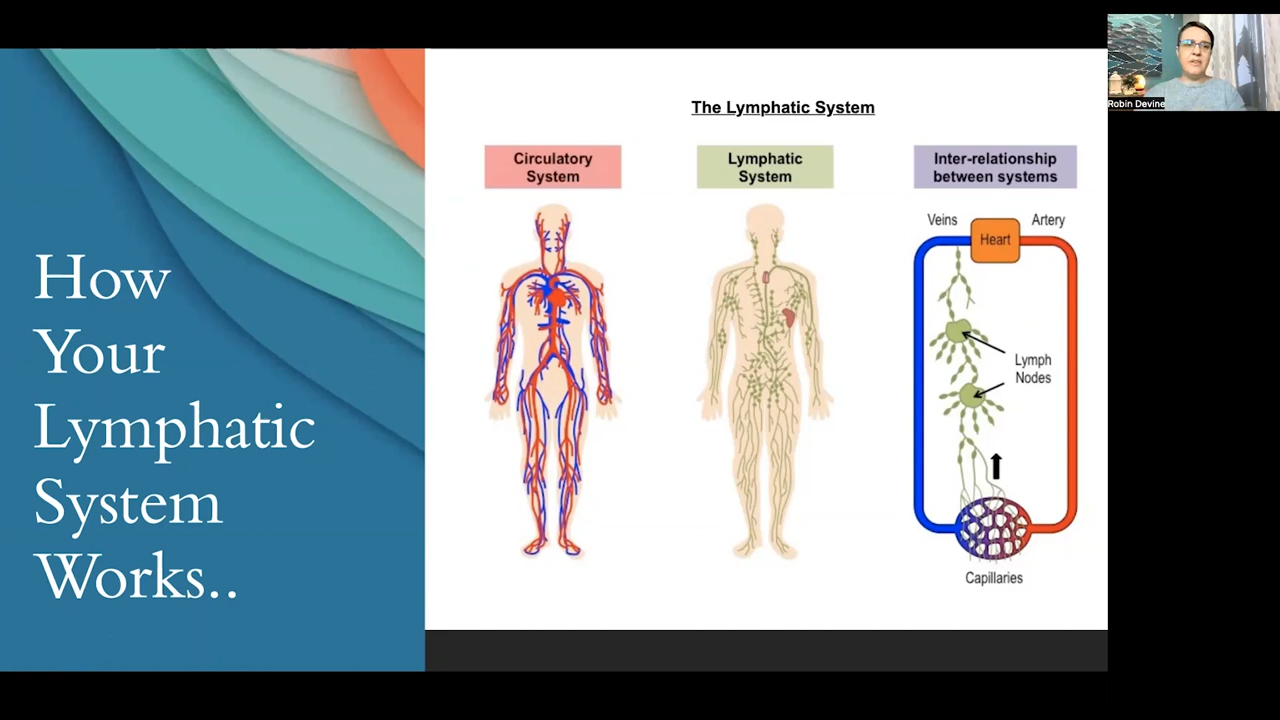 How
Your
Lymphatic
System
Works..
The Lymphatic System
Circulatory
System
Lymphatic
System
Inter-relationship
between systems
Veins
Heart
Artery
Lymph
Nodes
Capillaries
Robin Devine